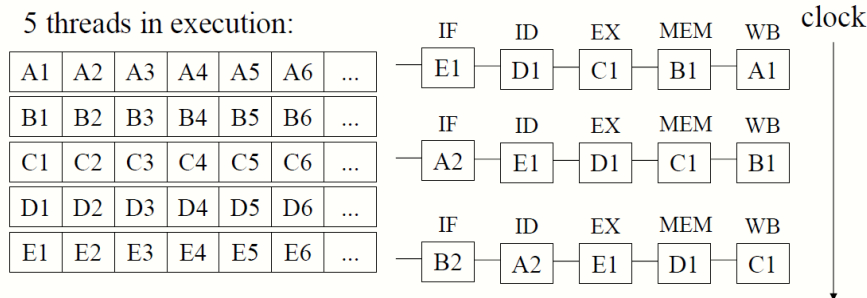 5 threads in execution:
clock
A1 A2 A3 A4 A5 A6 ...
B1 B2 B3 B4 B5 B6 ...
C1 C2 C3 C4 C5 C6 ...
D1 D2 D3 D4 D5 D6 ...
E1 E2 E3 E4 E5 E6 ...
IF ID EX MEM WB
E1 D1 C1 B1 A1
IF ID EX MEM WB
A2 E1 D1 C1 B1
IF ID EX MEM WB
B2 A2 E1 D1 C1